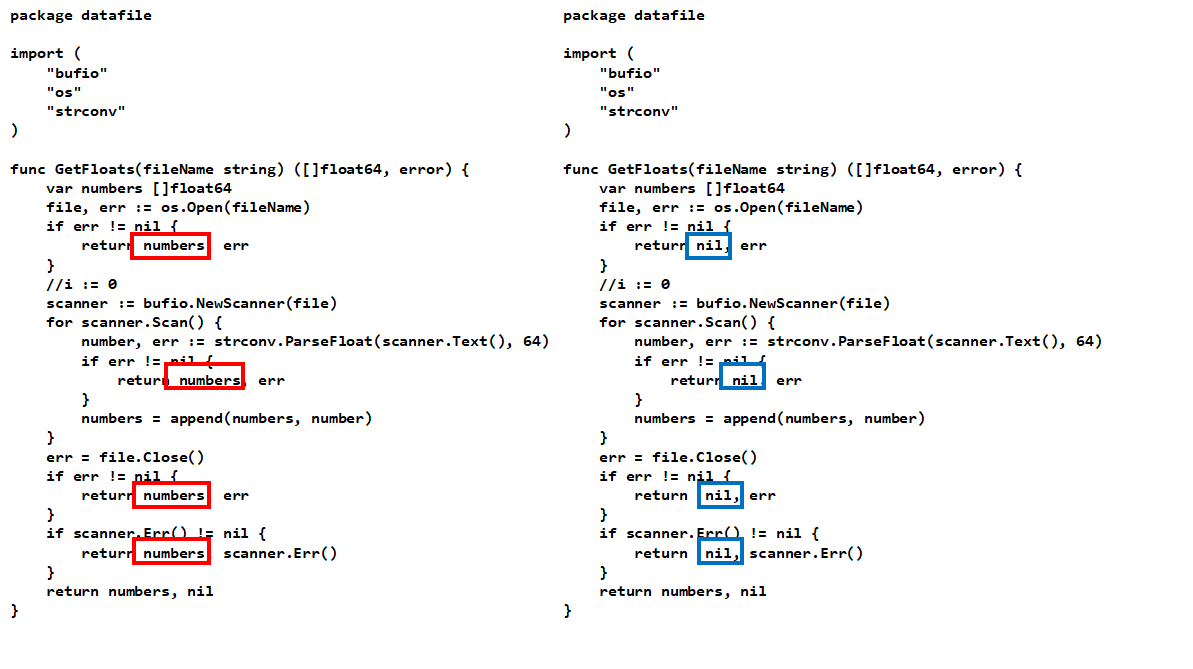 package datafile
import (
    "bufio"
    "os"
    "strconv"
)
func GetFloats(fileName string) ([]float64, error) {
    var numbers []float64
    file, err := os.Open(fileName)
    if err != nil {
        return numbers, err
    }
    //i := 0
    scanner := bufio.NewScanner(file)
    for scanner.Scan() {
        number, err := strconv.ParseFloat(scanner.Text(), 64)
        if err != nil {
            return numbers, err
        }
        numbers = append(numbers, number)
    }
    err = file.Close()
    if err != nil {
        return numbers, err
    }
    if scanner.Err() != nil {
        return numbers, scanner.Err()
    }
    return numbers, nil
}
package datafile
import (
    "bufio"
    "os"
    "strconv"
)
func GetFloats(fileName string) ([]float64, error) {
    var numbers []float64
    file, err := os.Open(fileName)
    if err != nil {
        return nil, err
    }
    //i := 0
    scanner := bufio.NewScanner(file)
    for scanner.Scan() {
        number, err := strconv.ParseFloat(scanner.Text(), 64)
        if err != nil {
            return nil, err
        }
        numbers = append(numbers, number)
    }
    err = file.Close()
    if err != nil {
        return nil, err
    }
    if scanner.Err() != nil {
        return nil, scanner.Err()
    }
    return numbers, nil
}